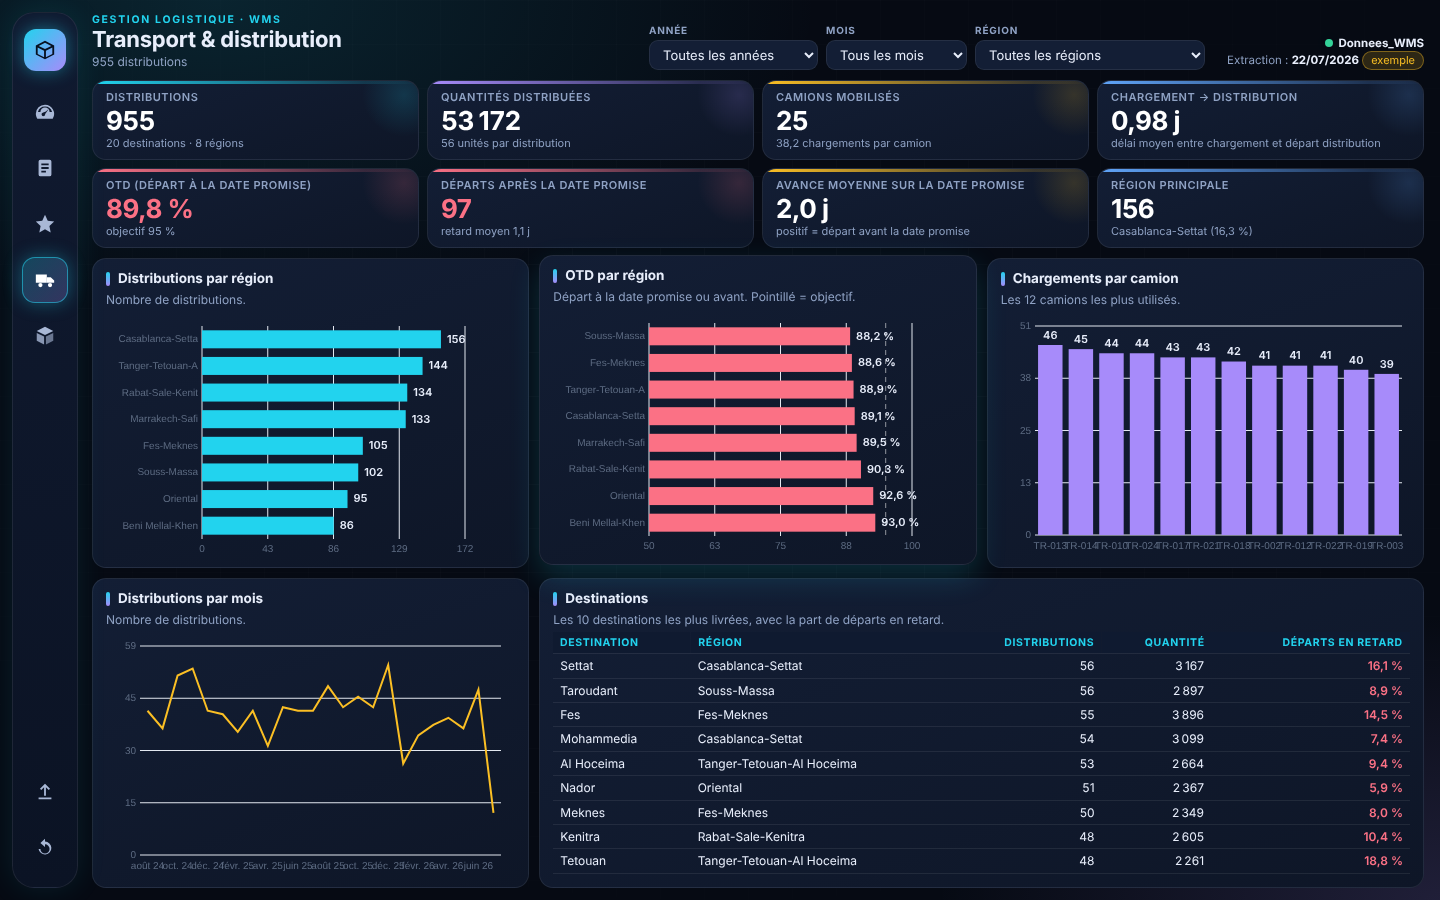 GESTION LOGISTIQUE · WMS
Transport & distribution
955 distributions
ANNÉE
Toutes les années
MOIS
Tous les mois
RÉGION
Toutes les régions
Donnees_WMS
Extraction : 22/07/2026 exemple
DISTRIBUTIONS
955
20 destinations · 8 régions
QUANTITÉS DISTRIBUÉES
53 172
56 unités par distribution
CAMIONS MOBILISÉS
25
38,2 chargements par camion
CHARGEMENT → DISTRIBUTION
0,98 j
délai moyen entre chargement et départ distribution
OTD (DÉPART À LA DATE PROMISE)
89,8 %
objectif 95 %
DÉPARTS APRÈS LA DATE PROMISE
97
retard moyen 1,1 j
AVANCE MOYENNE SUR LA DATE PROMISE
2,0 j
positif = départ avant la date promise
RÉGION PRINCIPALE
156
Casablanca-Settat (16,3 %)
Distributions par région
Nombre de distributions.
Casablanca-Setta 156
Tanger-Tetouan-A 144
Rabat-Sale-Kenit 134
Marrakech-Safi 133
Fes-Meknes 105
Souss-Massa 102
Oriental 95
Beni Mellal-Khen 86
0 43 86 129 172
OTD par région
Départ à la date promise ou avant. Pointillé = objectif.
Souss-Massa 88,2 %
Fes-Meknes 88,6 %
Tanger-Tetouan-A 88,9 %
Casablanca-Setta 89,1 %
Marrakech-Safi 89,5 %
Rabat-Sale-Kenit 90,3 %
Oriental 92,6 %
Beni Mellal-Khen 93,0 %
50 63 75 88 100
Chargements par camion
Les 12 camions les plus utilisés.
51
38
25
13
0
46 45 44 44 43 43 42 41 41 41 40 39
TR-013 TR-014 TR-010 TR-024 TR-017 TR-021 TR-018 TR-002 TR-012 TR-022 TR-019 TR-003
Distributions par mois
Nombre de distributions.
59
45
30
15
0
août 24 oct. 24 déc. 24 févr. 25 avr. 25 juin 25 août 25 oct. 25 déc. 25 févr. 26 avr. 26 juin 26
Destinations
Les 10 destinations les plus livrées, avec la part de départs en retard.
DESTINATION RÉGION DISTRIBUTIONS QUANTITÉ DÉPARTS EN RETARD
Settat Casablanca-Settat 56 3 167 16,1 %
Taroudant Souss-Massa 56 2 897 8,9 %
Fes Fes-Meknes 55 3 896 14,5 %
Mohammedia Casablanca-Settat 54 3 099 7,4 %
Al Hoceima Tanger-Tetouan-Al Hoceima 53 2 664 9,4 %
Nador Oriental 51 2 367 5,9 %
Meknes Fes-Meknes 50 2 349 8,0 %
Kenitra Rabat-Sale-Kenitra 48 2 605 10,4 %
Tetouan Tanger-Tetouan-Al Hoceima 48 2 261 18,8 %